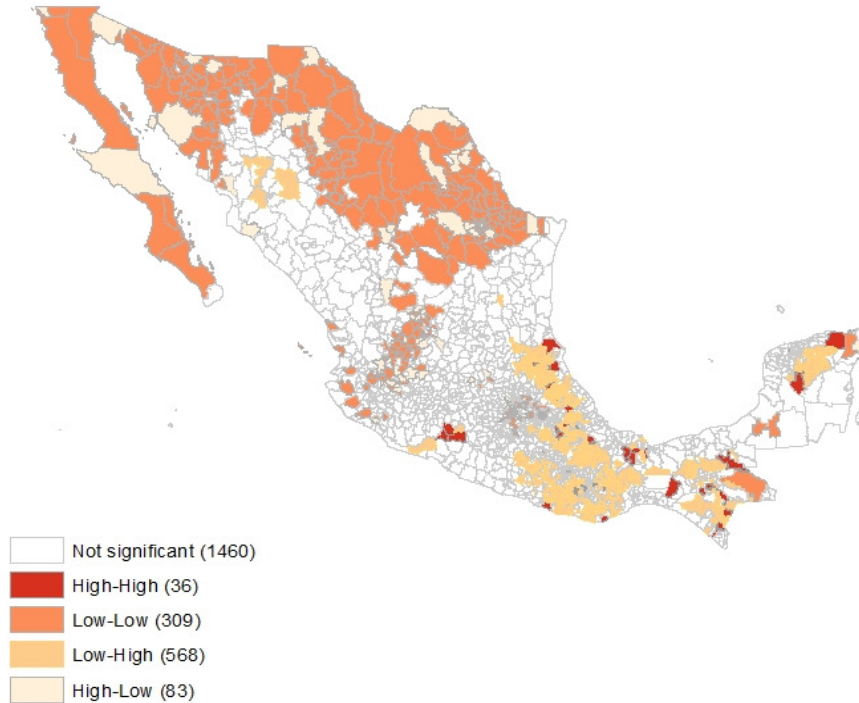 Not significant (1460)
High-High (36)
Low-Low (309)
Low-High (568)
High-Low (83)